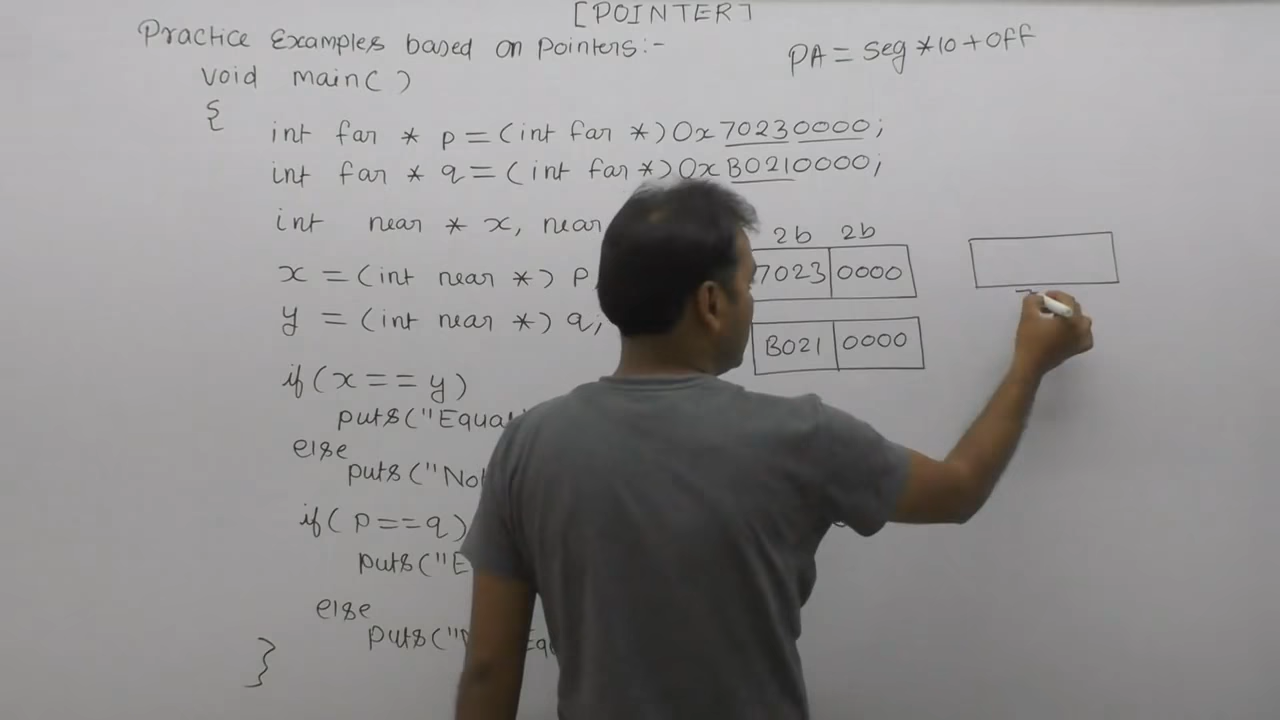 [POINTER]
Practice Examples based on Pointers:-
PA = Seg *10+Off
void main( )
{
int far * p = (int far *) 0x70230000;
int far * q = (int far *) 0xB0210000;
int near * x, near
2b 2b
x = (int near *) p
7023 0000
y = (int near *) q;
B021 0000
if (x == y)
puts("Equa
else
puts("No
if( p==q)
puts("E
else
puts("
}